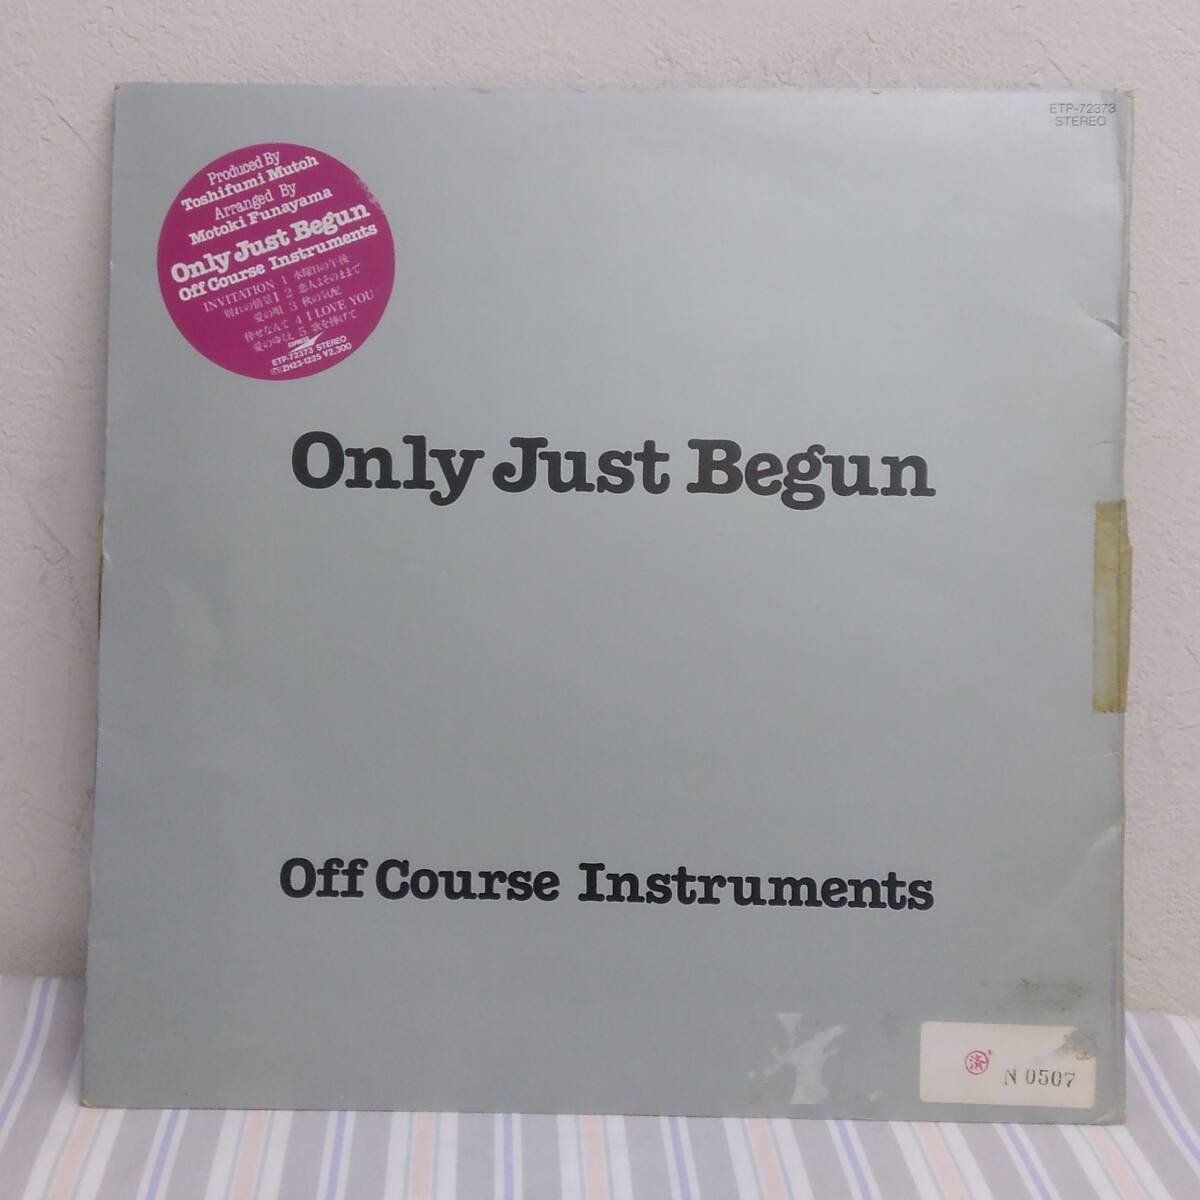 ETP-72373
STEREO
Produced By
Toshifumi Mutoh
Arranged By
Motoki Funayama
Only Just Begun
Off Course Instruments
INVITATION 1 水曜日の午後
別れの情景I 2 恋人よそのままで
愛の唄 3 秋の気配
倖せなんて 4 I LOVE YOU
愛のゆくえ 5 歌を捧げて
EXPRESS
ETP-72373 STEREO
ZH23-1225 ¥2,300
Only Just Begun
Off Course Instruments
済
N 0507